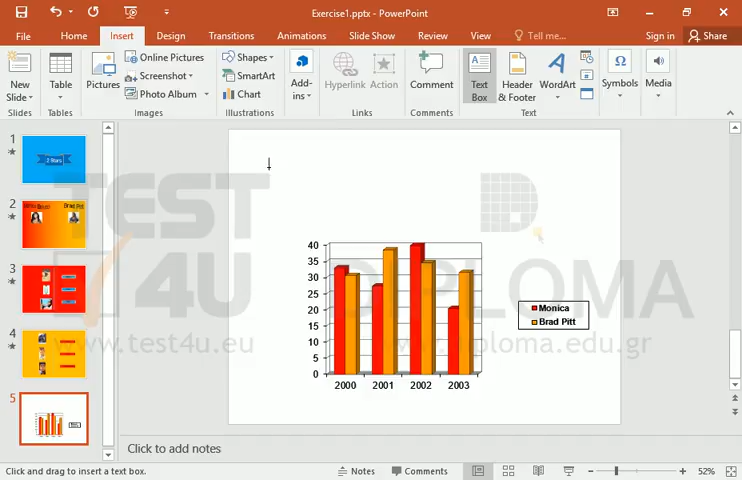 Exercise1.pptx - PowerPoint
File Home Insert Design Transitions Animations Slide Show Review View Tell me... Sign in Share
New Slide Table Pictures Online Pictures Screenshot Photo Album Shapes SmartArt Chart Add-ins Hyperlink Action Comment Text Box Header & Footer WordArt Symbols Media
Slides Tables Images Illustrations Links Comments Text
1
2 Stars
2
Brad Pitt
3
4
5
TEST
4U
DIPLOMA
www.test4u.eu
www.diploma.edu.gr
40
35
30
25
20
15
10
5
0
2000 2001 2002 2003
Monica
Brad Pitt
Click to add notes
Click and drag to insert a text box. Notes Comments 52%